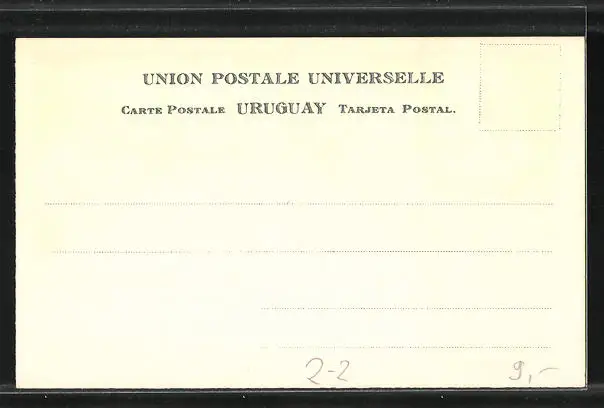 UNION POSTALE UNIVERSELLE
CARTE POSTALE URUGUAY TARJETA POSTAL.
2-2 9,-